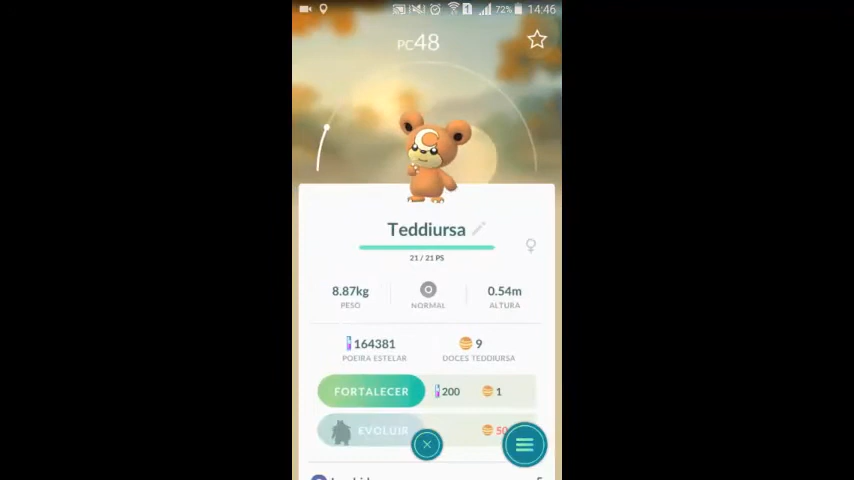 1 72% 14:46
PC48
Teddiursa
21 / 21 PS
8.87kg 0.54m
PESO NORMAL ALTURA
164381 9
POEIRA ESTELAR DOCES TEDDIURSA
FORTALECER 200 1
EVOLUIR